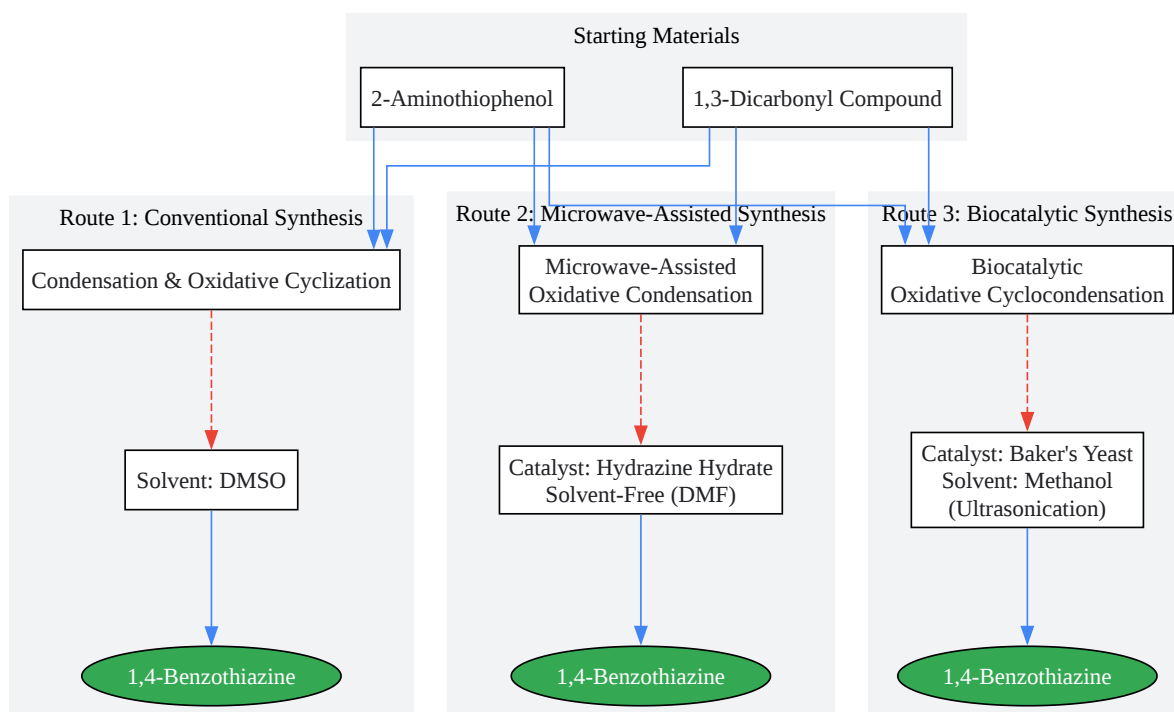 Starting Materials
2-Aminothiophenol
1,3-Dicarbonyl Compound
Route 1: Conventional Synthesis
Condensation & Oxidative Cyclization
Solvent: DMSO
1,4-Benzothiazine
Route 2: Microwave-Assisted Synthesis
Microwave-Assisted
Oxidative Condensation
Catalyst: Hydrazine Hydrate
Solvent-Free (DMF)
1,4-Benzothiazine
Route 3: Biocatalytic Synthesis
Biocatalytic
Oxidative Cyclocondensation
Catalyst: Baker's Yeast
Solvent: Methanol
(Ultrasonication)
1,4-Benzothiazine